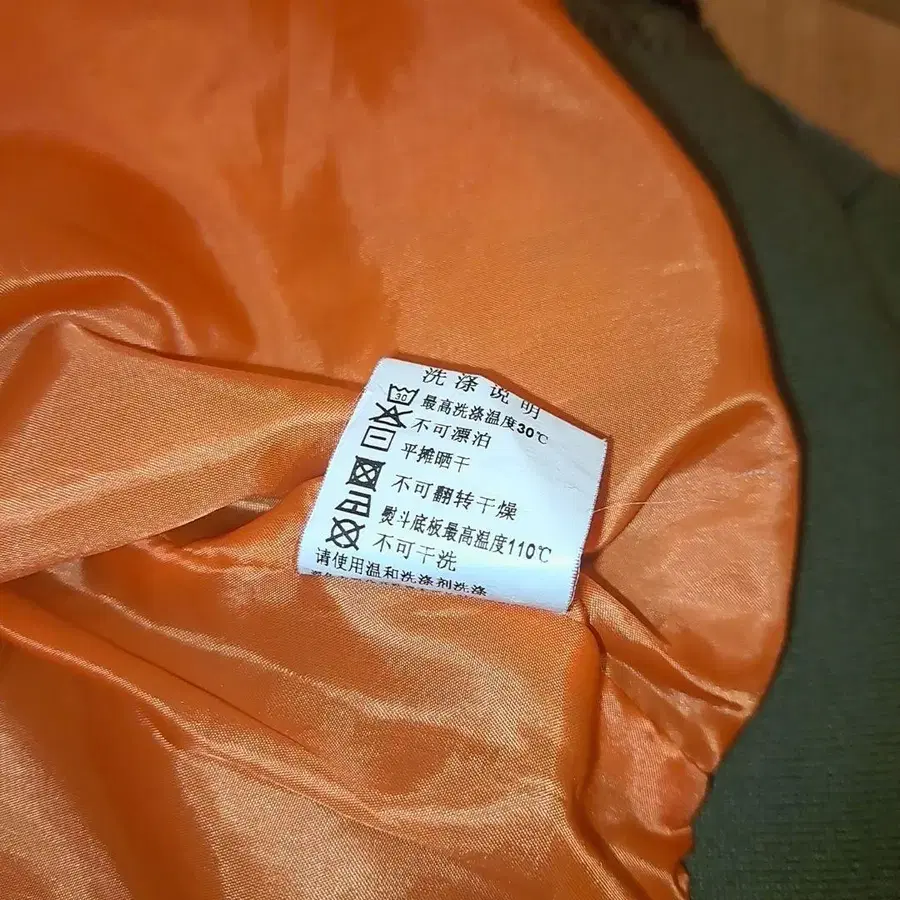 洗涤说明
30
最高洗涤温度30℃
不可漂泊
平摊晒干
不可翻转干燥
熨斗底板最高温度110℃
不可干洗
请使用温和洗涤剂洗涤